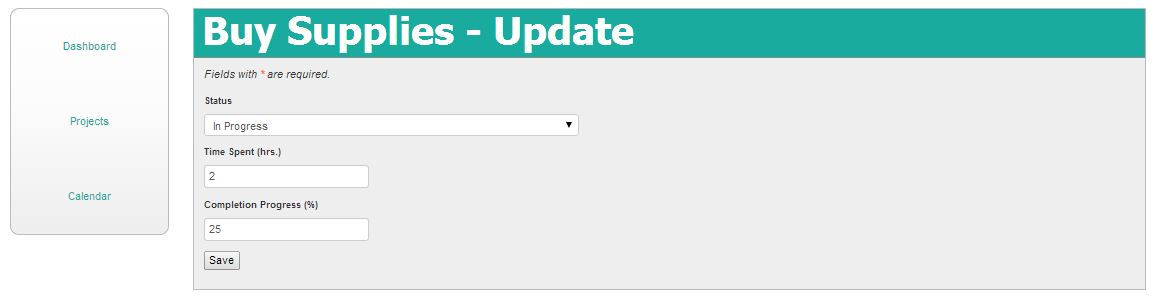 Dashboard
Projects
Calendar
Buy Supplies - Update
Fields with * are required.
Status
In Progress
Time Spent (hrs.)
2
Completion Progress (%)
25
Save